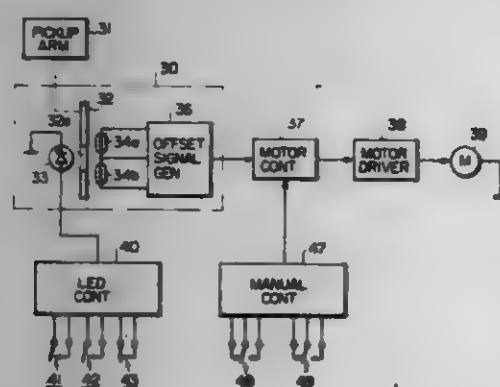 PICKUP
ARM
31
30
32
32a
33
34a
34b
36
OFFSET
SIGNAL
GEN
37
MOTOR
CONT
38
MOTOR
DRIVER
39
M
40
LED
CONT
47
MANUAL
CONT
41 42 43
48 49